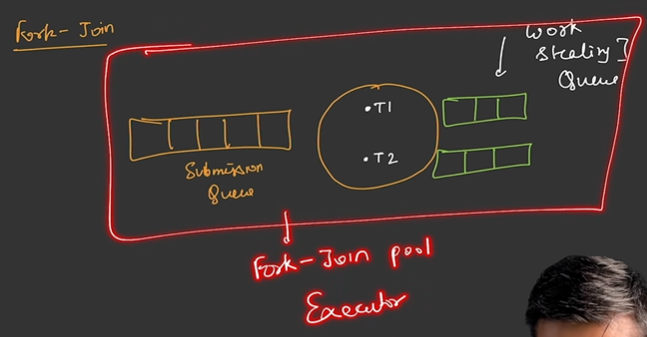 Fork-Join
Work
Stealing
Queue
T1
T2
Submission
Queue
Fork-Join pool
Executor